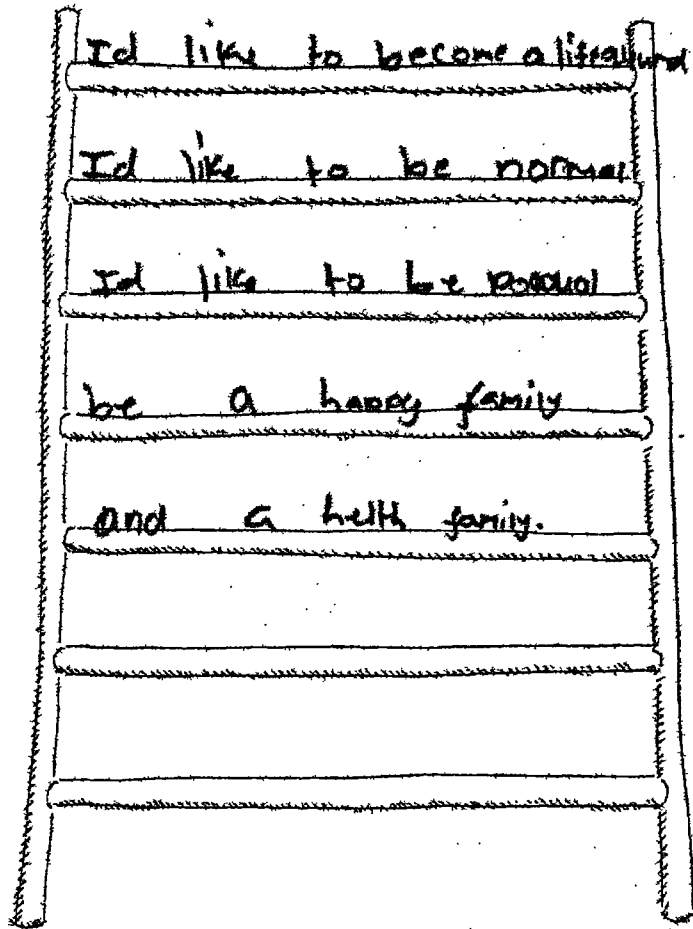 Id like to become a lifeguard
Id like to be normal
Id like to be
be a happy family
and a helth family.